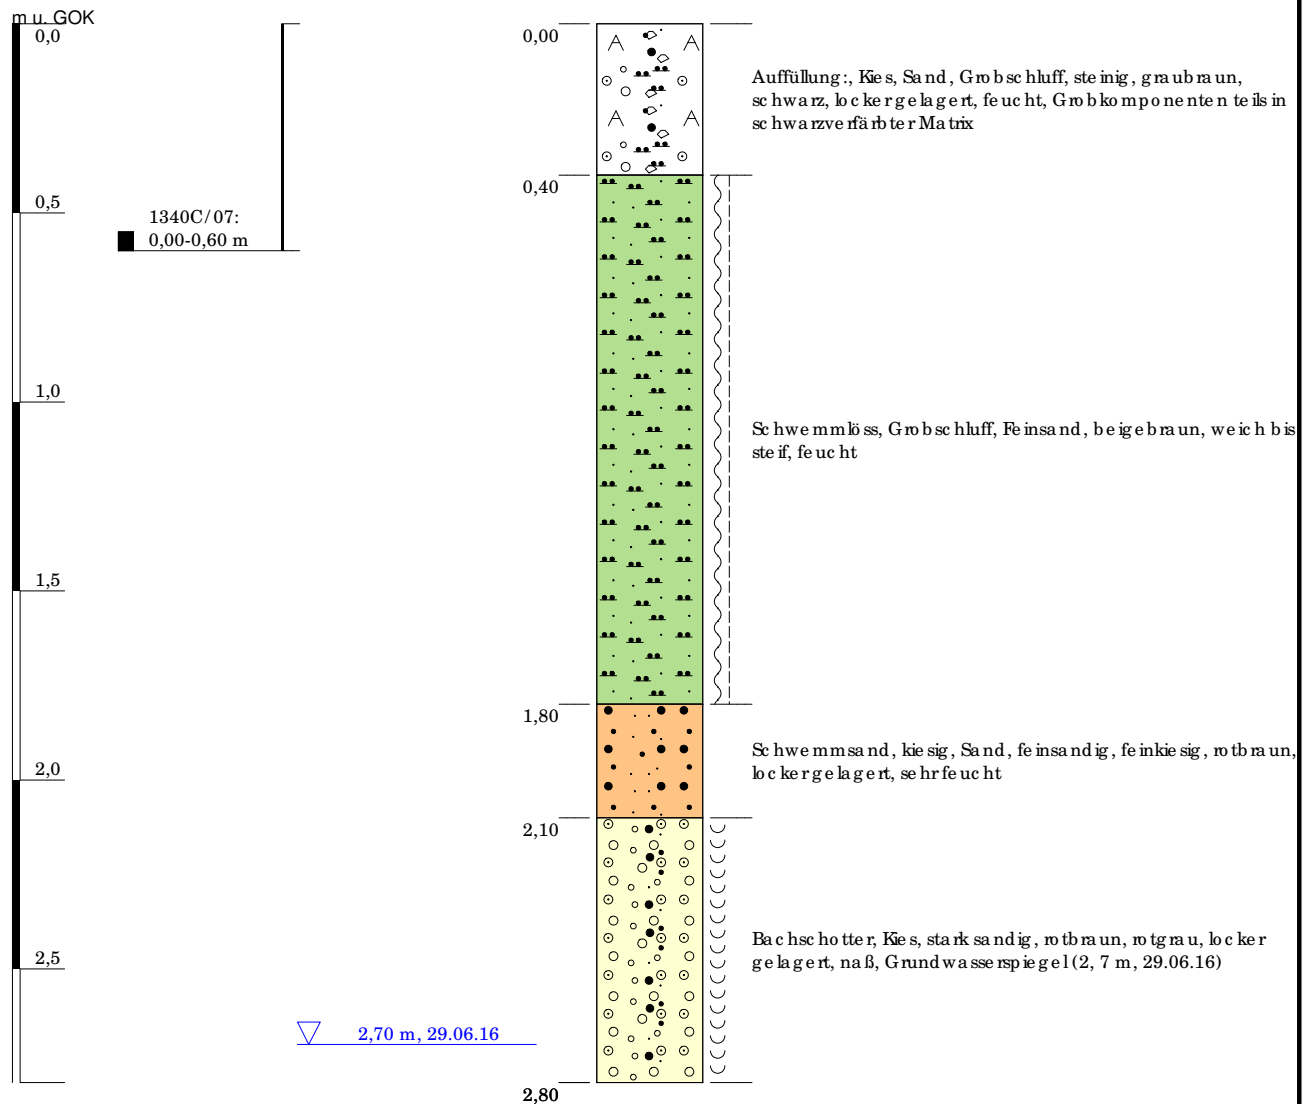 m u. GOK
0,0
0,00
Auffüllung:, Kies, Sand, Grobschluff, steinig, graubraun,
schwarz, locker gelagert, feucht, Grobkomponenten teils in
schwarzverfärbter Matrix
0,40
0,5
1340C/07:
0,00-0,60 m
1,0
Schwemmlöss, Grobschluff, Feinsand, beigebraun, weich bis
steif, feucht
1,5
1,80
Schwemmsand, kiesig, Sand, feinsandig, feinkiesig, rotbraun,
locker gelagert, sehr feucht
2,0
2,10
Bachschotter, Kies, stark sandig, rotbraun, rotgrau, locker
gelagert, naß, Grundwasserspiegel (2, 7 m, 29.06.16)
2,5
2,70 m, 29.06.16
2,80